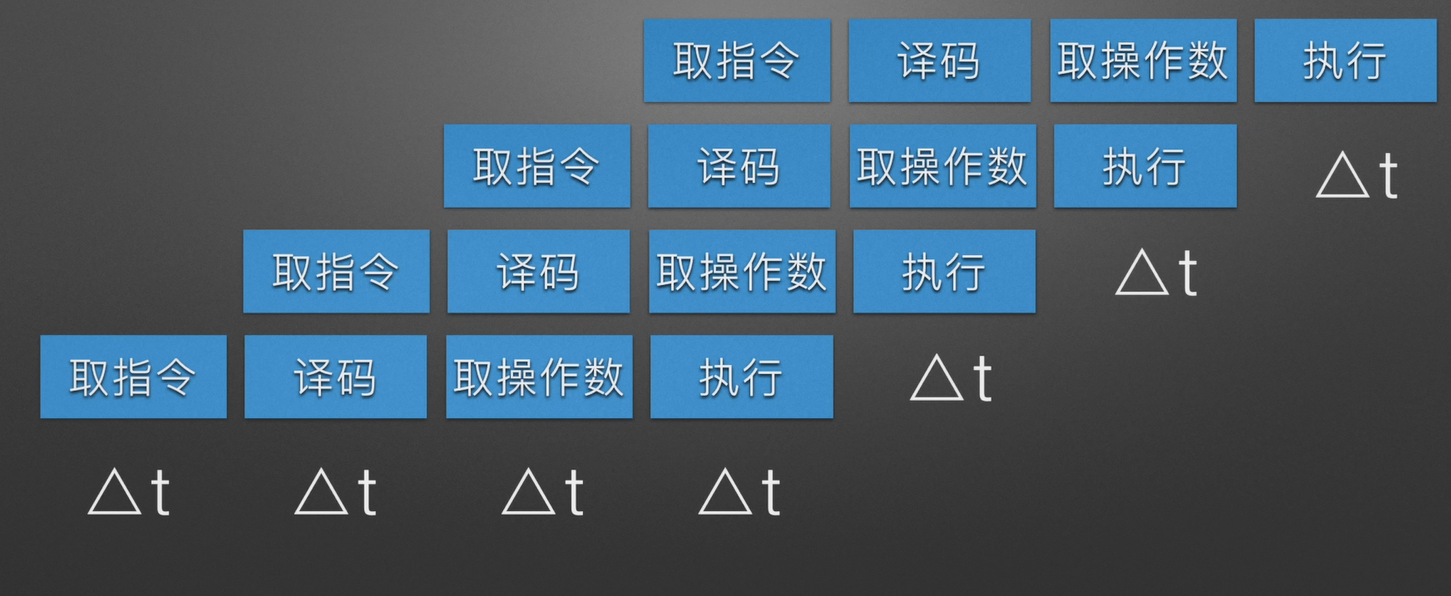 取指令 译码 取操作数 执行
取指令 译码 取操作数 执行 △t
取指令 译码 取操作数 执行 △t
取指令 译码 取操作数 执行 △t
△t △t △t △t